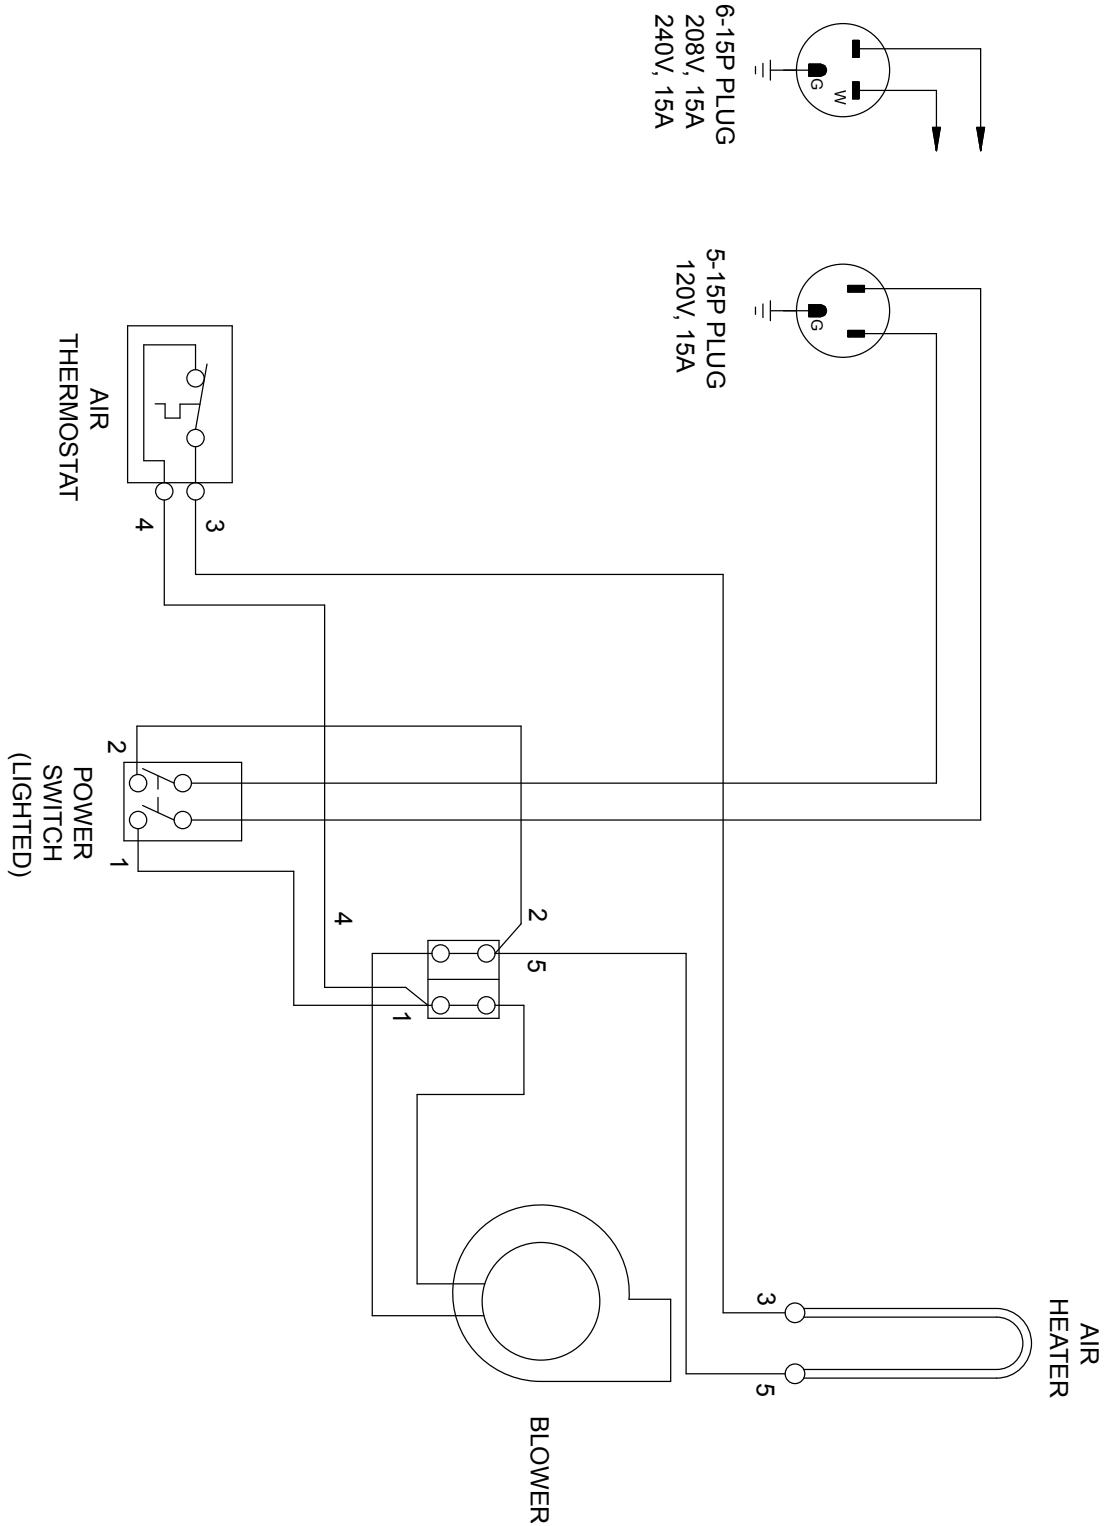 6-15P PLUG
208V, 15A
240V, 15A
G
W
5-15P PLUG
120V, 15A
G
AIR
THERMOSTAT
3
4
POWER
SWITCH
(LIGHTED)
2
1
4
2
5
1
3
5
AIR
HEATER
BLOWER